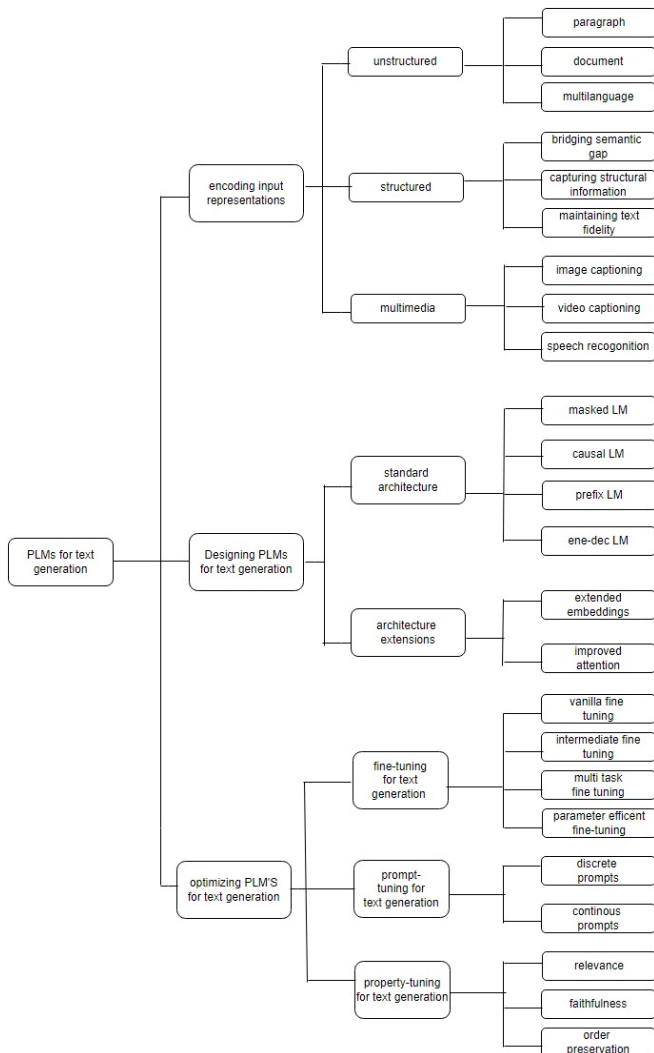 paragraph
unstructured
document
multilanguage
bridging semantic
gap
encoding input
representations
structured
capturing structural
information
maintaining text
fidelity
image captioning
multimedia
video captioning
speech recogonition
masked LM
standard
architecture
causal LM
prefix LM
PLMs for text
generation
Designing PLMs
for text generation
ene-dec LM
extended
embeddings
architecture
extensions
improved
attention
vanilla fine
tuning
fine-tuning
for text
generation
intermediate fine
tuning
multi task
fine tuning
parameter efficent
fine-tuning
optimizing PLM'S
for text generation
prompt-
tuning for
text generation
discrete
prompts
continous
prompts
property-tuning
for text generation
relevance
faithfulness
order
preservation